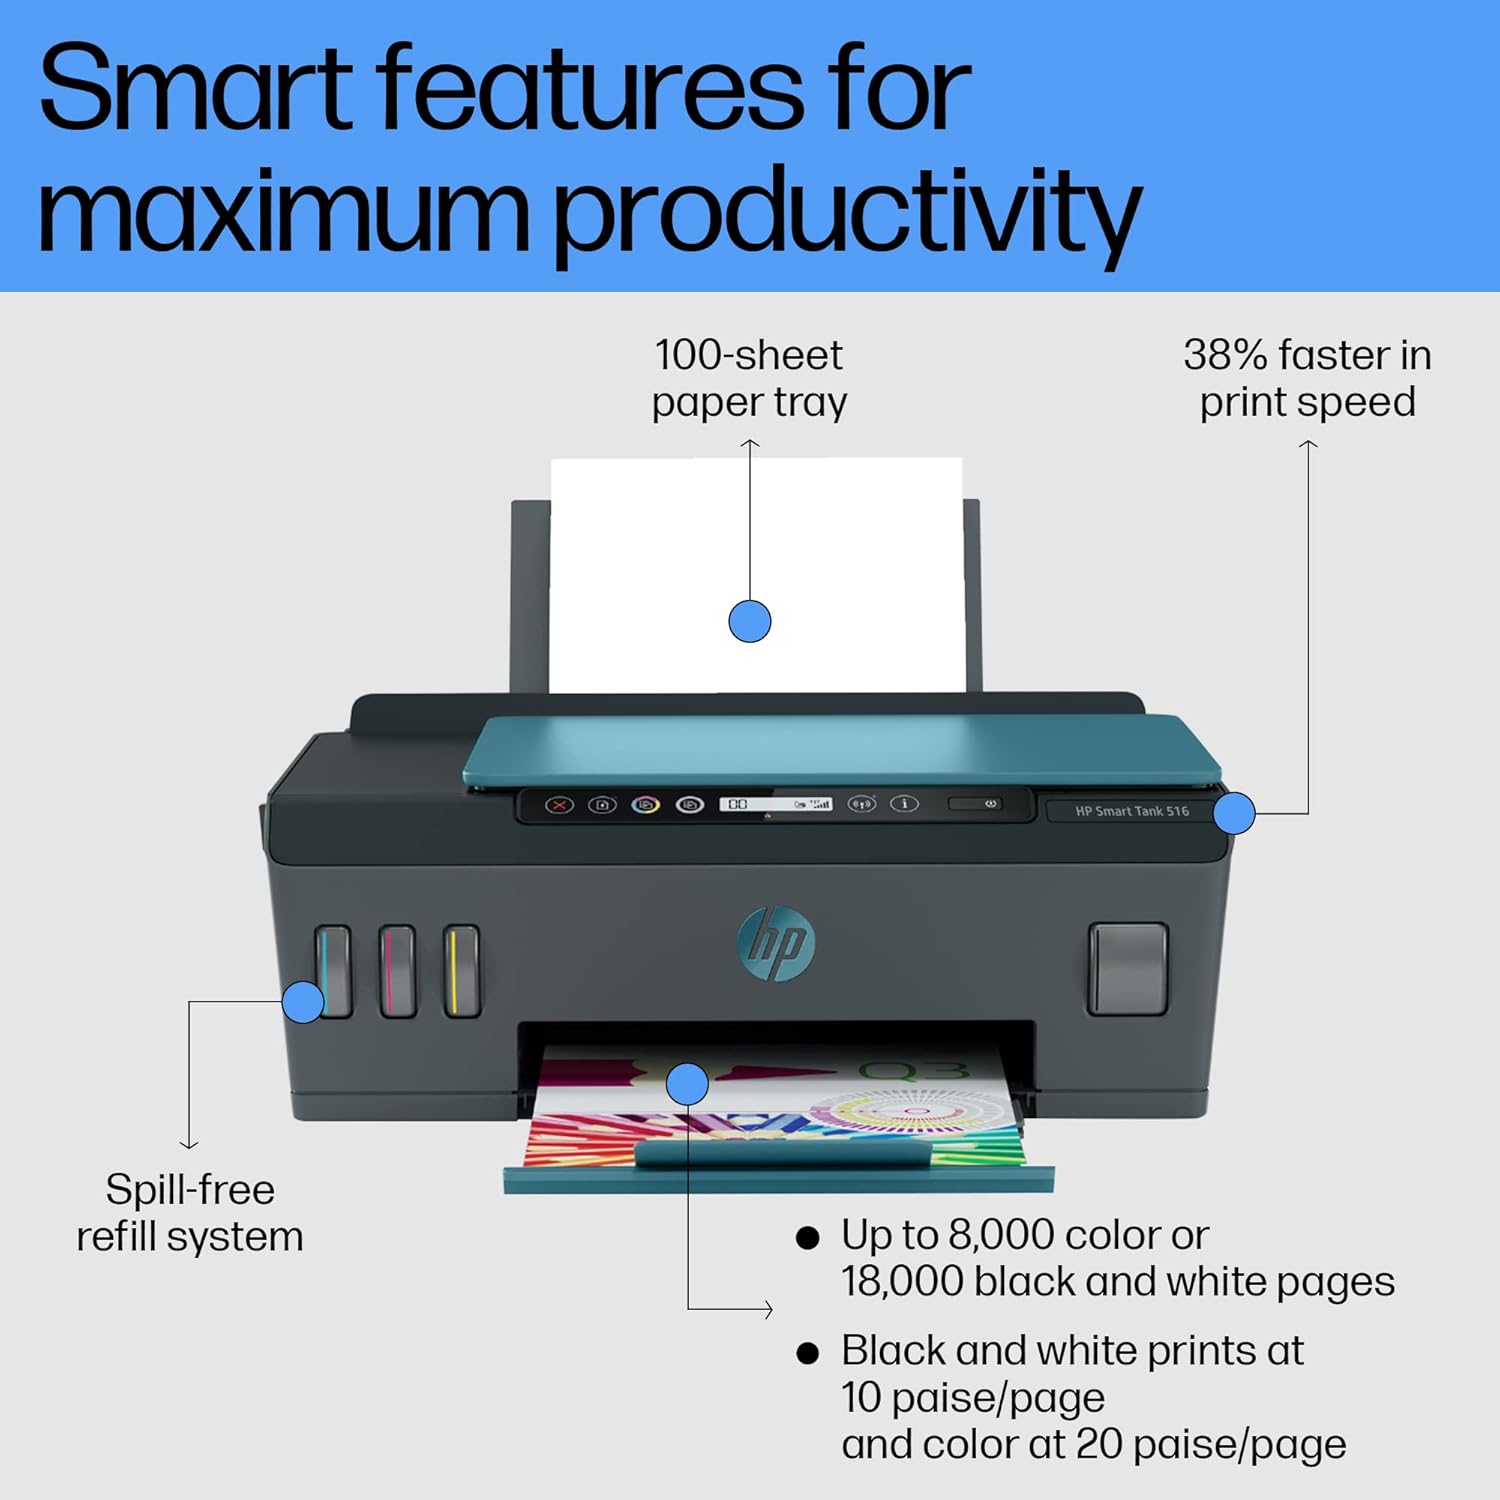 Smart features for
maximum productivity
100-sheet
paper tray
38% faster in
print speed
00
HP Smart Tank 516
hp
Q3
Spill-free
refill system
● Up to 8,000 color or
18,000 black and white pages
● Black and white prints at
10 paise/page
and color at 20 paise/page